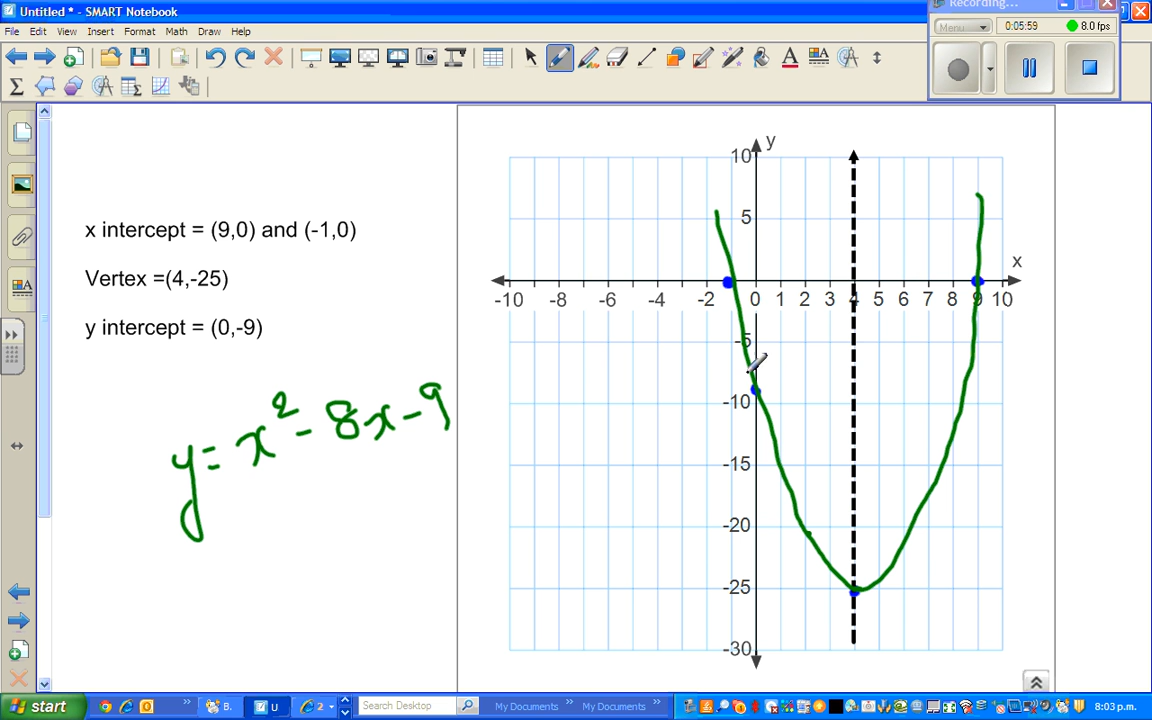 Untitled * - SMART Notebook
Recording...
File Edit View Insert Format Math Draw Help
Menu
0:05:59
8.0 fps
y
10
x intercept = (9,0) and (-1,0)
5
x
Vertex =(4,-25)
-10 -8 -6 -4 -2 0 2 3 4 5 6 7 8 9 10
y intercept = (0,-9)
-5
y = x² - 8x - 9
-10
-15
-20
-25
-30
start
B.
U
2
Search Desktop
My Documents
My Documents
8:03 p.m.